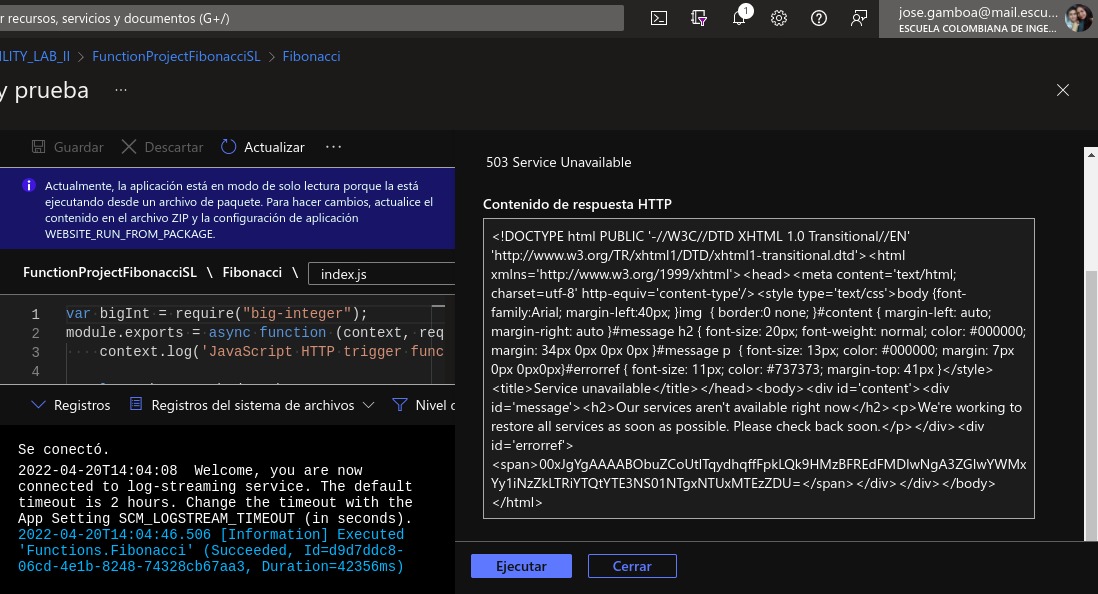 r recursos, servicios y documentos (G+/)
1
jose.gamboa@mail.escu...
ESCUELA COLOMBIANA DE INGE...
ILITY_LAB_II > FunctionProjectFibonacciSL > Fibonacci
y prueba ...
Guardar Descartar Actualizar ...
Actualmente, la aplicación está en modo de solo lectura porque la está
ejecutando desde un archivo de paquete. Para hacer cambios, actualice el
contenido en el archivo ZIP y la configuración de aplicación
WEBSITE_RUN_FROM_PACKAGE.
FunctionProjectFibonacciSL \ Fibonacci \ index.js
1 var bigInt = require("big-integer");
2 module.exports = async function (context, req
3 context.log('JavaScript HTTP trigger func
4
Registros Registros del sistema de archivos Nivel
Se conectó.
2022-04-20T14:04:08 Welcome, you are now
connected to log-streaming service. The default
timeout is 2 hours. Change the timeout with the
App Setting SCM_LOGSTREAM_TIMEOUT (in seconds).
2022-04-20T14:04:46.506 [Information] Executed
'Functions.Fibonacci' (Succeeded, Id=d9d7ddc8-
06cd-4e1b-8248-74328cb67aa3, Duration=42356ms)
503 Service Unavailable
Contenido de respuesta HTTP
<!DOCTYPE html PUBLIC '-//W3C//DTD XHTML 1.0 Transitional//EN'
'http://www.w3.org/TR/xhtml1/DTD/xhtml1-transitional.dtd'><html
xmlns='http://www.w3.org/1999/xhtml'><head><meta content='text/html;
charset=utf-8' http-equiv='content-type'/><style type='text/css'>body {font-
family:Arial; margin-left:40px; }img { border:0 none; }#content { margin-left: auto;
margin-right: auto }#message h2 { font-size: 20px; font-weight: normal; color: #000000;
margin: 34px 0px 0px 0px }#message p { font-size: 13px; color: #000000; margin: 7px
0px 0px0px}#errorref { font-size: 11px; color: #737373; margin-top: 41px }</style>
<title>Service unavailable</title></head><body><div id='content'><div
id='message'><h2>Our services aren't available right now</h2><p>We're working to
restore all services as soon as possible. Please check back soon.</p></div><div
id='errorref'>
<span>00xJgYgAAAABObuZCoUtITqydhqffFpkLQk9HMzBFREdFMDIwNgA3ZGIwYWMx
Yy1iNzZkLTRiYTQtYTE3NS01NTgxNTUxMTEzZDU=</span></div></div></body>
</html>
Ejecutar Cerrar